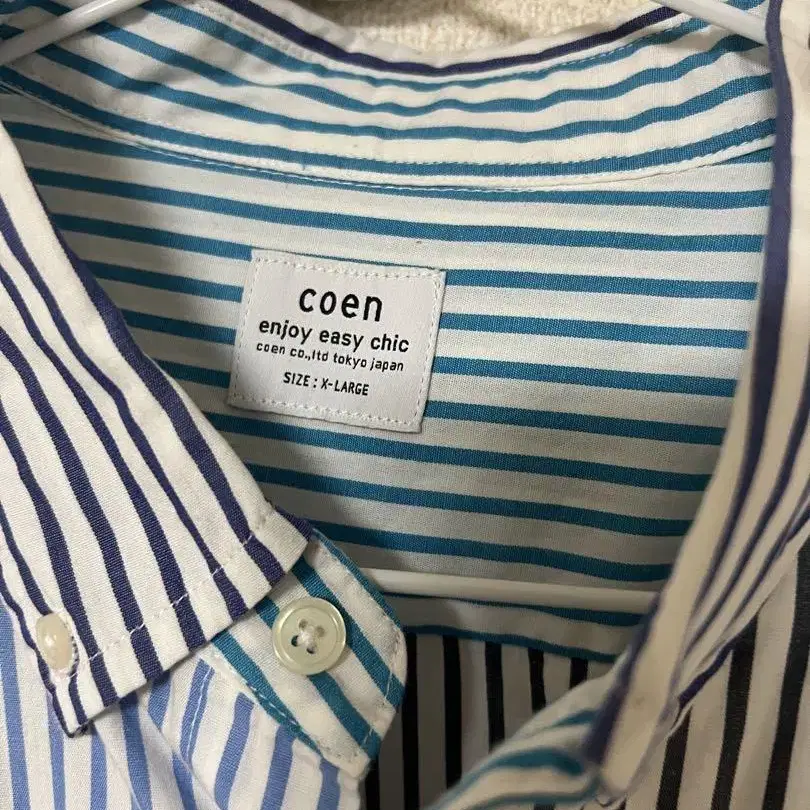 coen
enjoy easy chic
coen co.,ltd tokyo japan
SIZE : X-LARGE